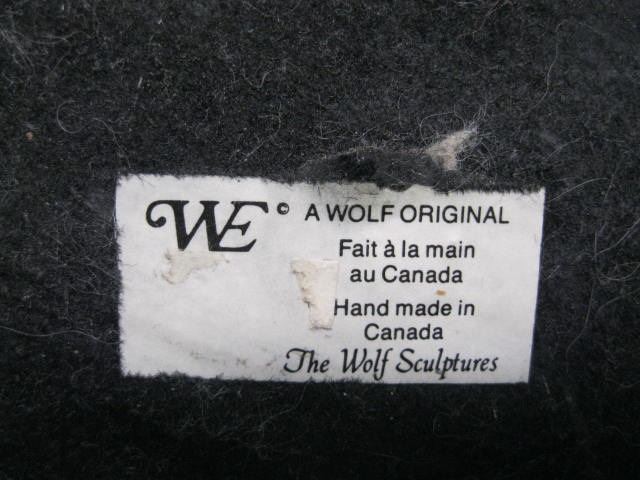 WE © A WOLF ORIGINAL
Fait à la main
au Canada
Hand made in
Canada
The Wolf Sculptures